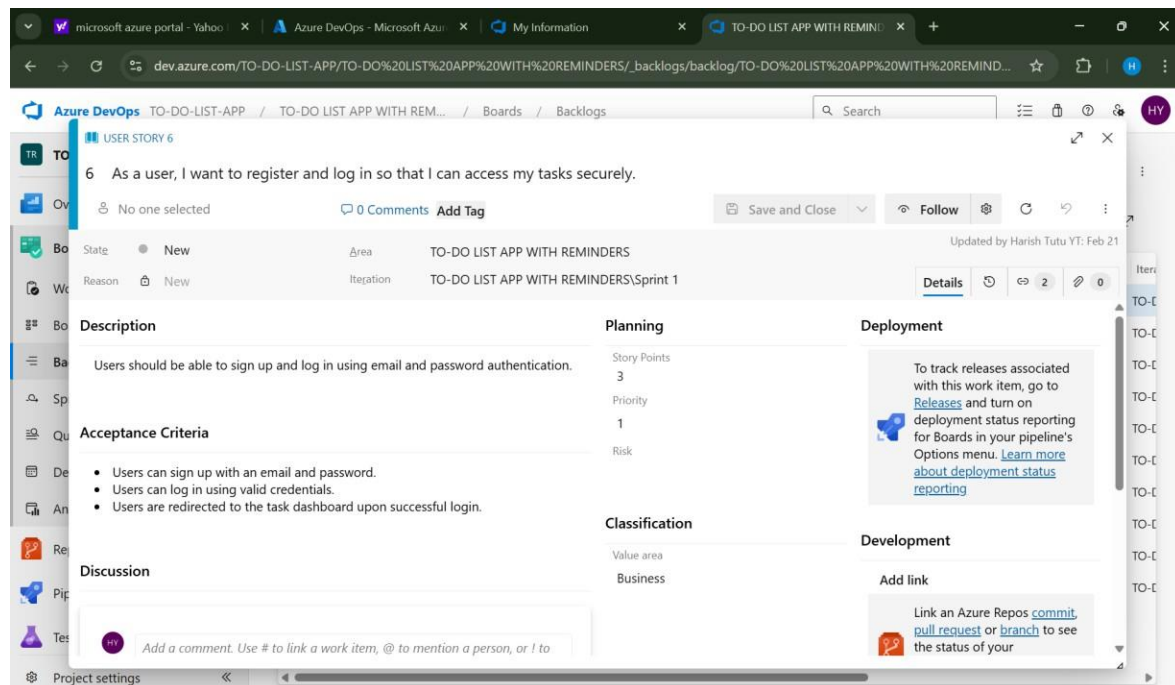 microsoft azure portal - Yahoo
Azure DevOps - Microsoft Azur
My Information
TO-DO LIST APP WITH REMIND
dev.azure.com/TO-DO-LIST-APP/TO-DO%20LIST%20APP%20WITH%20REMINDERS/_backlogs/backlog/TO-DO%20LIST%20APP%20WITH%20REMIND...
H
Azure DevOps TO-DO-LIST-APP / TO-DO LIST APP WITH REM... / Boards / Backlogs
Search
HY
USER STORY 6
TR TO
6 As a user, I want to register and log in so that I can access my tasks securely.
Ov
No one selected
0 Comments Add Tag
Save and Close
Follow
Bo
State New
Area TO-DO LIST APP WITH REMINDERS
Updated by Harish Tutu YT: Feb 21
Wo
Reason New
Iteration TO-DO LIST APP WITH REMINDERS\Sprint 1
Details 2 0
Itera
TO-D
Bo
Description
Users should be able to sign up and log in using email and password authentication.
Ba
Sp
Qu
Acceptance Criteria
De
Users can sign up with an email and password.
Users can log in using valid credentials.
An
Users are redirected to the task dashboard upon successful login.
Re
Discussion
Pip
Tes
HY Add a comment. Use # to link a work item, @ to mention a person, or ! to
Project settings
Planning
Story Points
3
Priority
1
Risk
Classification
Value area
Business
Deployment
To track releases associated
with this work item, go to
Releases and turn on
deployment status reporting
for Boards in your pipeline's
Options menu. Learn more
about deployment status
reporting
Development
Add link
Link an Azure Repos commit,
pull request or branch to see
the status of your
TO-D
TO-D
TO-D
TO-D
TO-D
TO-D
TO-D
TO-D
TO-D